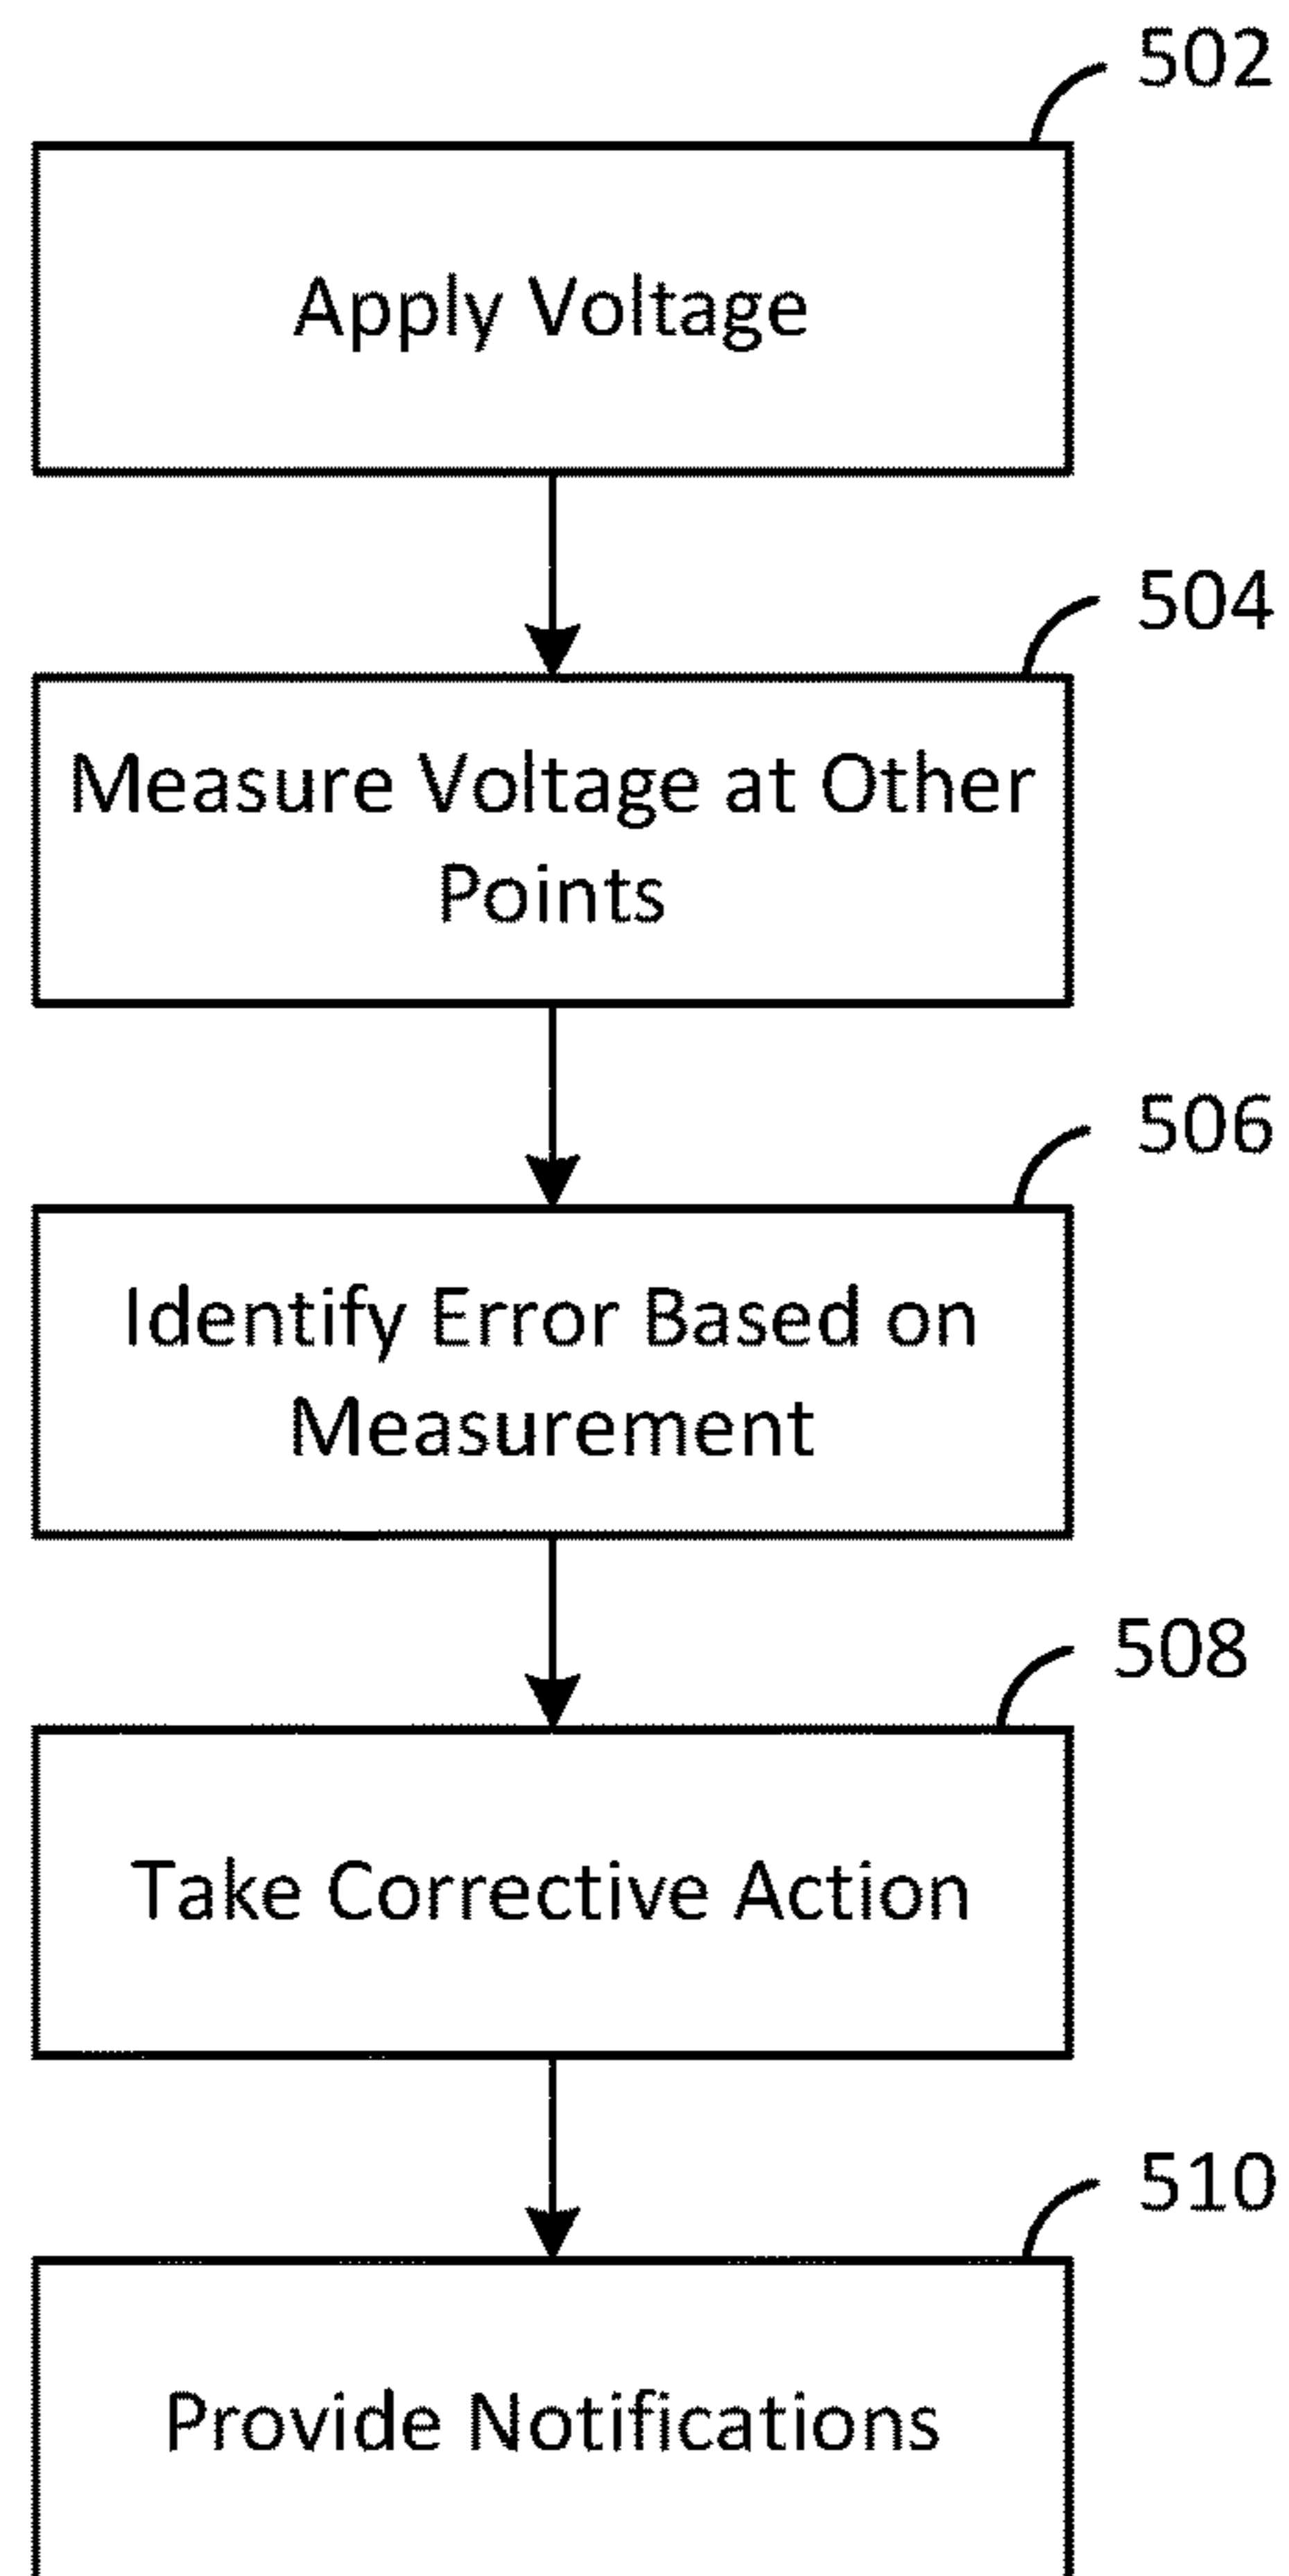 502
Apply Voltage
504
Measure Voltage at Other
Points
506
Identify Error Based on
Measurement
508
Take Corrective Action
510
Provide Notifications